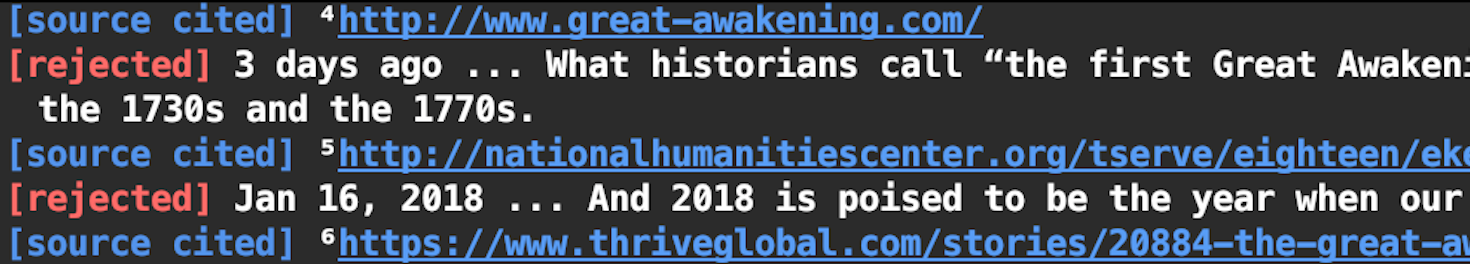 [source cited] ⁴http://www.great-awakening.com/
[rejected] 3 days ago ... What historians call “the first Great Awakeni
the 1730s and the 1770s.
[source cited] ⁵http://nationalhumanitiescenter.org/tserve/eighteen/eke
[rejected] Jan 16, 2018 ... And 2018 is poised to be the year when our
[source cited] ⁶https://www.thriveglobal.com/stories/20884-the-great-aw